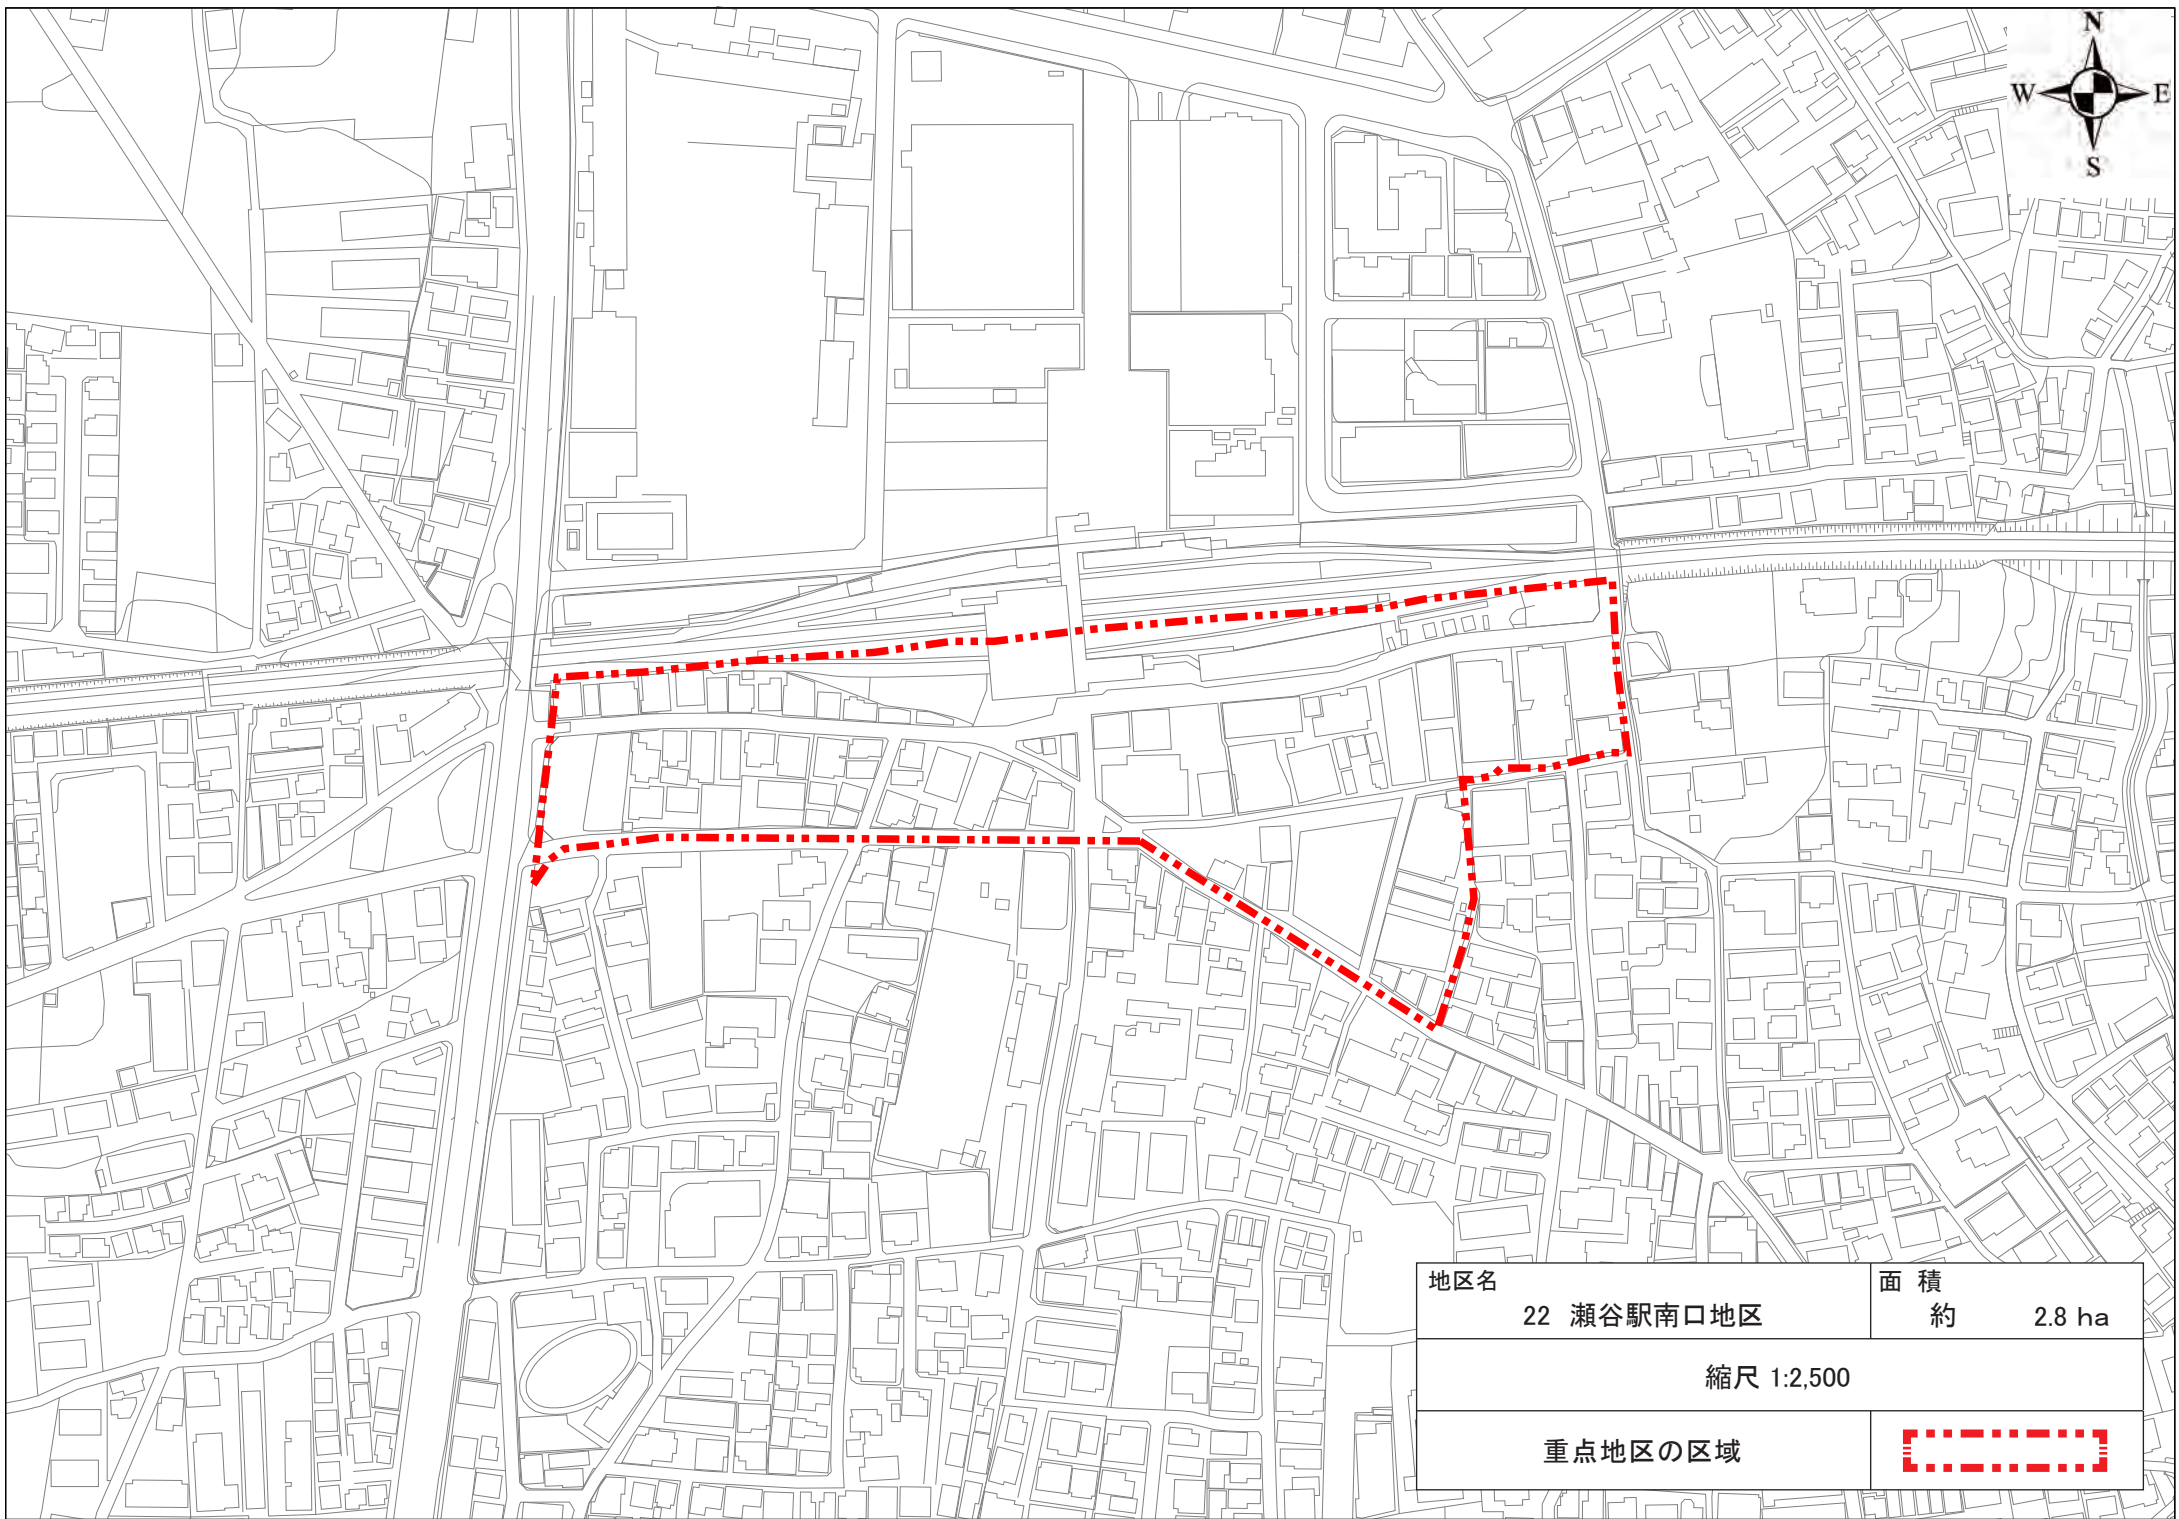 N
W E
S
地区名
22 瀬谷駅南口地区
面 積
約 2.8 ha
縮尺 1:2,500
重点地区の区域